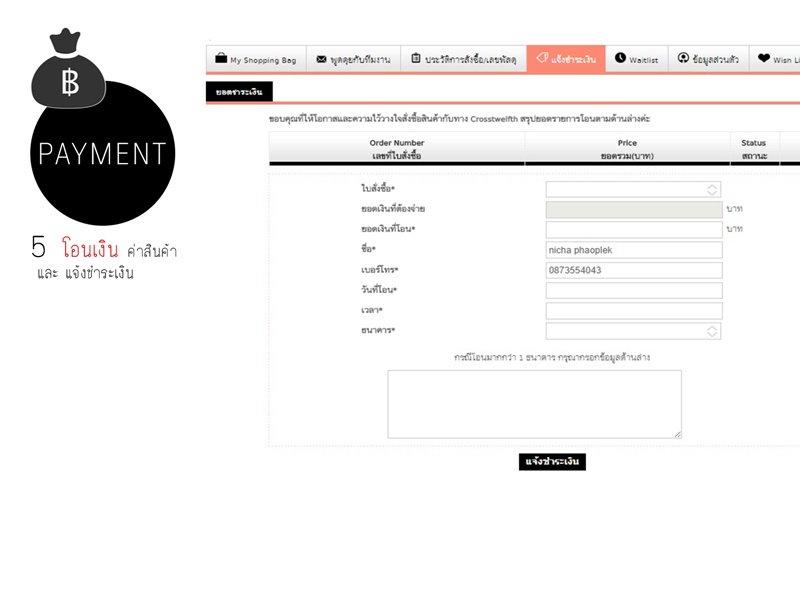 ฿
PAYMENT
5 โอนเงิน ค่าสินค้า
และ แจ้งชำระเงิน
My Shopping Bag
พูดคุยกับทีมงาน
ประวัติการสั่งซื้อ/เลขพัสดุ
แจ้งชำระเงิน
Waitlist
ข้อมูลส่วนตัว
Wish Li
ยอดชำระเงิน
ขอบคุณที่ให้โอกาสและความไว้วางใจสั่งซื้อสินค้ากับทาง Crosstwelfth สรุปยอดรายการโอนตามด้านล่างค่ะ
Order Number Price Status
เลขที่ใบสั่งซื้อ ยอดรวม(บาท) สถานะ
ใบสั่งซื้อ*
ยอดเงินที่ต้องจ่าย บาท
ยอดเงินที่โอน* บาท
ชื่อ* nicha phaoplek
เบอร์โทร* 0873554043
วันที่โอน*
เวลา*
ธนาคาร*
กรณีโอนมากกว่า 1 ธนาคาร กรุณากรอกข้อมูลด้านล่าง
แจ้งชำระเงิน